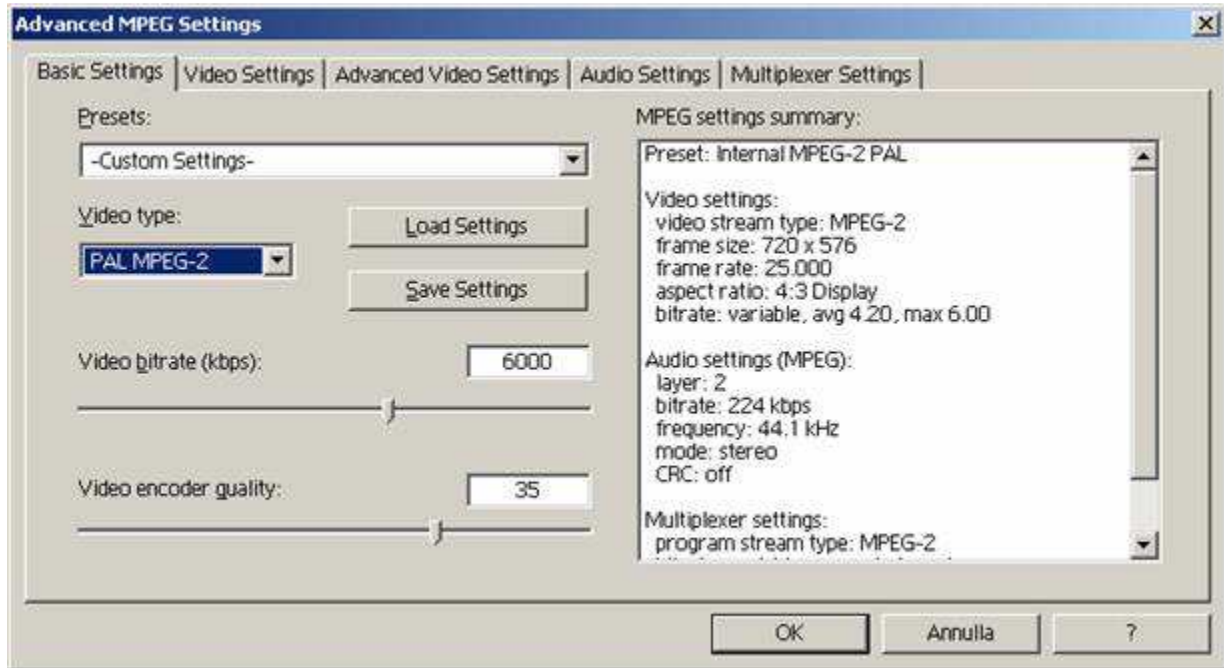 Advanced MPEG Settings
Basic Settings
Video Settings
Advanced Video Settings
Audio Settings
Multiplexer Settings
Presets:
-Custom Settings-
Video type:
PAL MPEG-2
Load Settings
Save Settings
Video bitrate (kbps):
6000
Video encoder quality:
35
MPEG settings summary:
Preset: Internal MPEG-2 PAL
Video settings:
video stream type: MPEG-2
frame size: 720 x 576
frame rate: 25.000
aspect ratio: 4:3 Display
bitrate: variable, avg 4.20, max 6.00
Audio settings (MPEG):
layer: 2
bitrate: 224 kbps
frequency: 44.1 kHz
mode: stereo
CRC: off
Multiplexer settings:
program stream type: MPEG-2
OK
Annulla
?